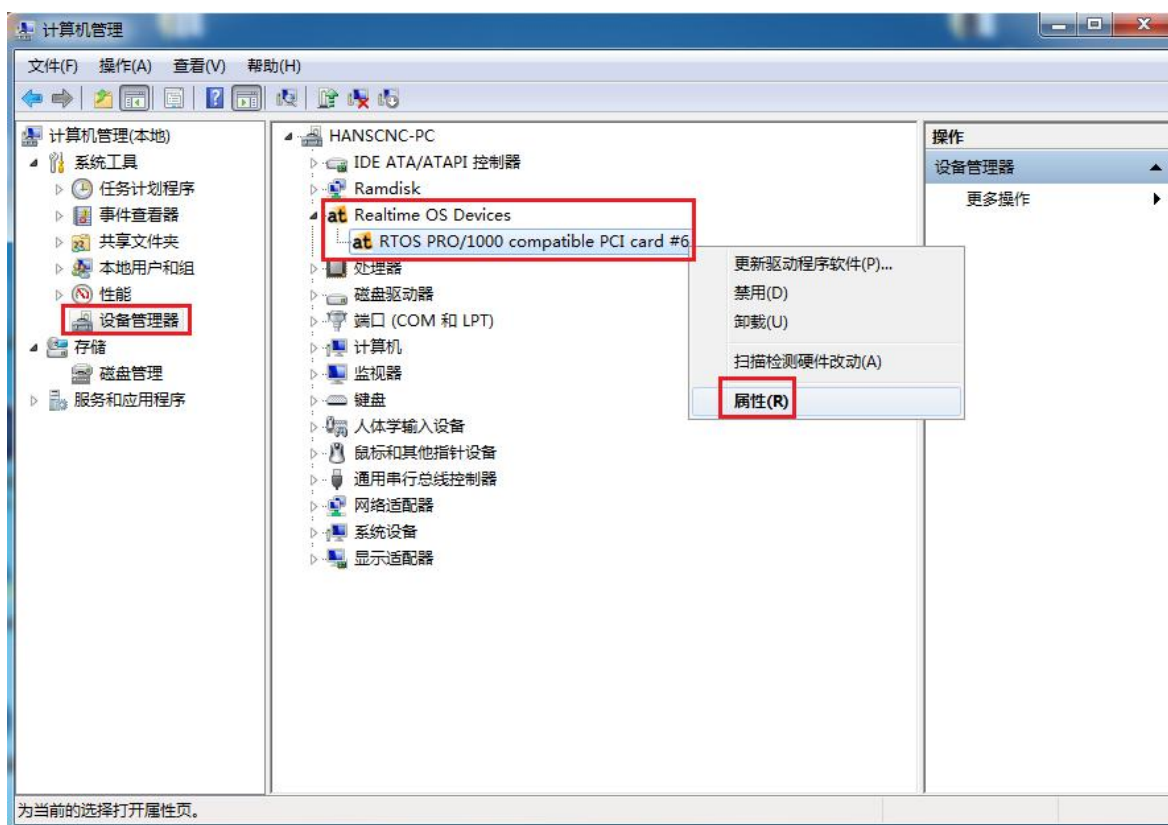 计算机管理
文件(F) 操作(A) 查看(V) 帮助(H)
计算机管理(本地)
系统工具
任务计划程序
事件查看器
共享文件夹
本地用户和组
性能
设备管理器
存储
磁盘管理
服务和应用程序
HANSCNC-PC
IDE ATA/ATAPI 控制器
Ramdisk
Realtime OS Devices
RTOS PRO/1000 compatible PCI card #6
处理器
磁盘驱动器
端口 (COM 和 LPT)
计算机
监视器
键盘
人体学输入设备
鼠标和其他指针设备
通用串行总线控制器
网络适配器
系统设备
显示适配器
更新驱动程序软件(P)...
禁用(D)
卸载(U)
扫描检测硬件改动(A)
属性(R)
操作
设备管理器
更多操作
为当前的选择打开属性页。